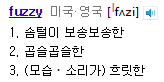 fuzzy 미국·영국 [ˈfʌzi]
1. 솜털이 보송보송한
2. 곱슬곱슬한
3. (모습·소리가) 흐릿한